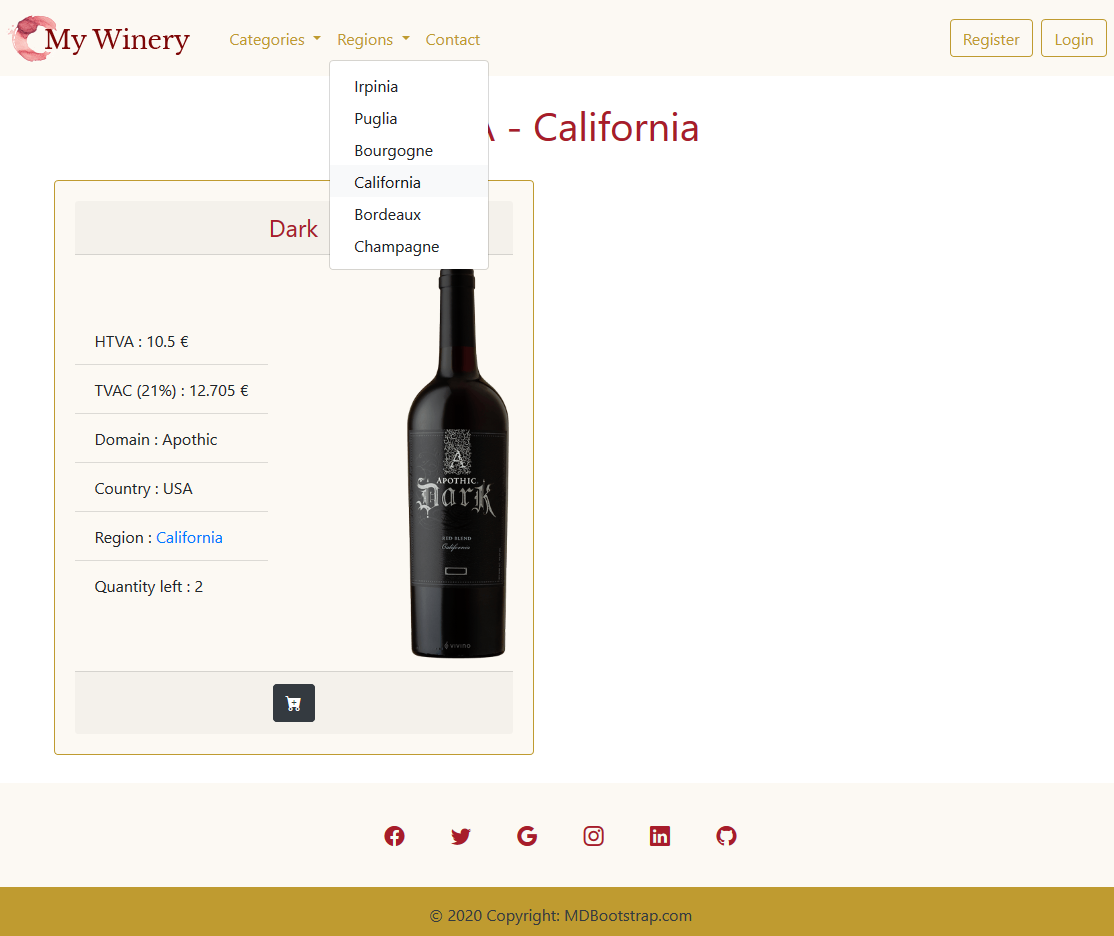 My Winery
Categories Regions Contact
Register Login
Irpinia
Puglia
Bourgogne
California
Bordeaux
Champagne
- California
Dark
HTVA : 10.5 €
TVAC (21%) : 12.705 €
Domain : Apothic
Country : USA
Region : California
Quantity left : 2
A
APOTHIC
Dark
RED BLEND
California
VIVINO
© 2020 Copyright: MDBootstrap.com